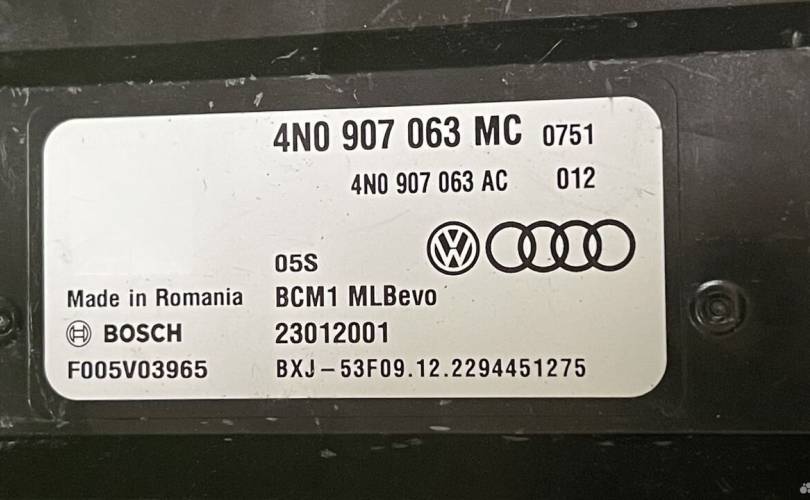 4N0 907 063 MC 0751
4N0 907 063 AC 012
05S
Made in Romania BCM1 MLBevo
BOSCH 23012001
F005V03965 BXJ-53F09.12.2294451275